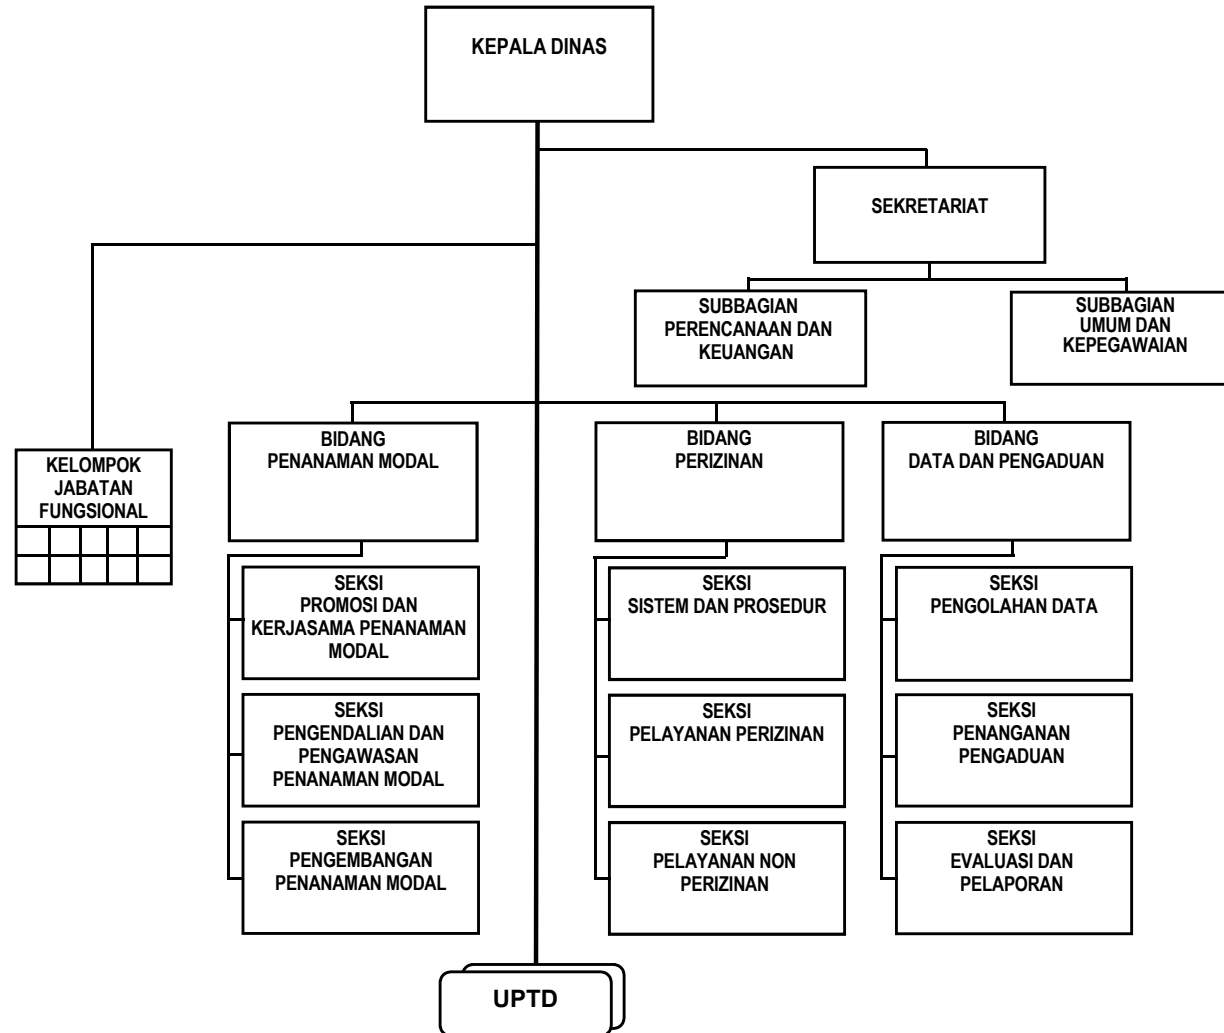 KEPALA DINAS
SEKRETARIAT
SUBBAGIAN
PERENCANAAN DAN
KEUANGAN
SUBBAGIAN
UMUM DAN
KEPEGAWAIAN
KELOMPOK
JABATAN
FUNGSIONAL
BIDANG
PENANAMAN MODAL
BIDANG
PERIZINAN
BIDANG
DATA DAN PENGADUAN
SEKSI
PROMOSI DAN
KERJASAMA PENANAMAN
MODAL
SEKSI
SISTEM DAN PROSEDUR
SEKSI
PENGOLAHAN DATA
SEKSI
PENGENDALIAN DAN
PENGAWASAN
PENANAMAN MODAL
SEKSI
PELAYANAN PERIZINAN
SEKSI
PENANGANAN
PENGADUAN
SEKSI
PENGEMBANGAN
PENANAMAN MODAL
SEKSI
PELAYANAN NON
PERIZINAN
SEKSI
EVALUASI DAN
PELAPORAN
UPTD